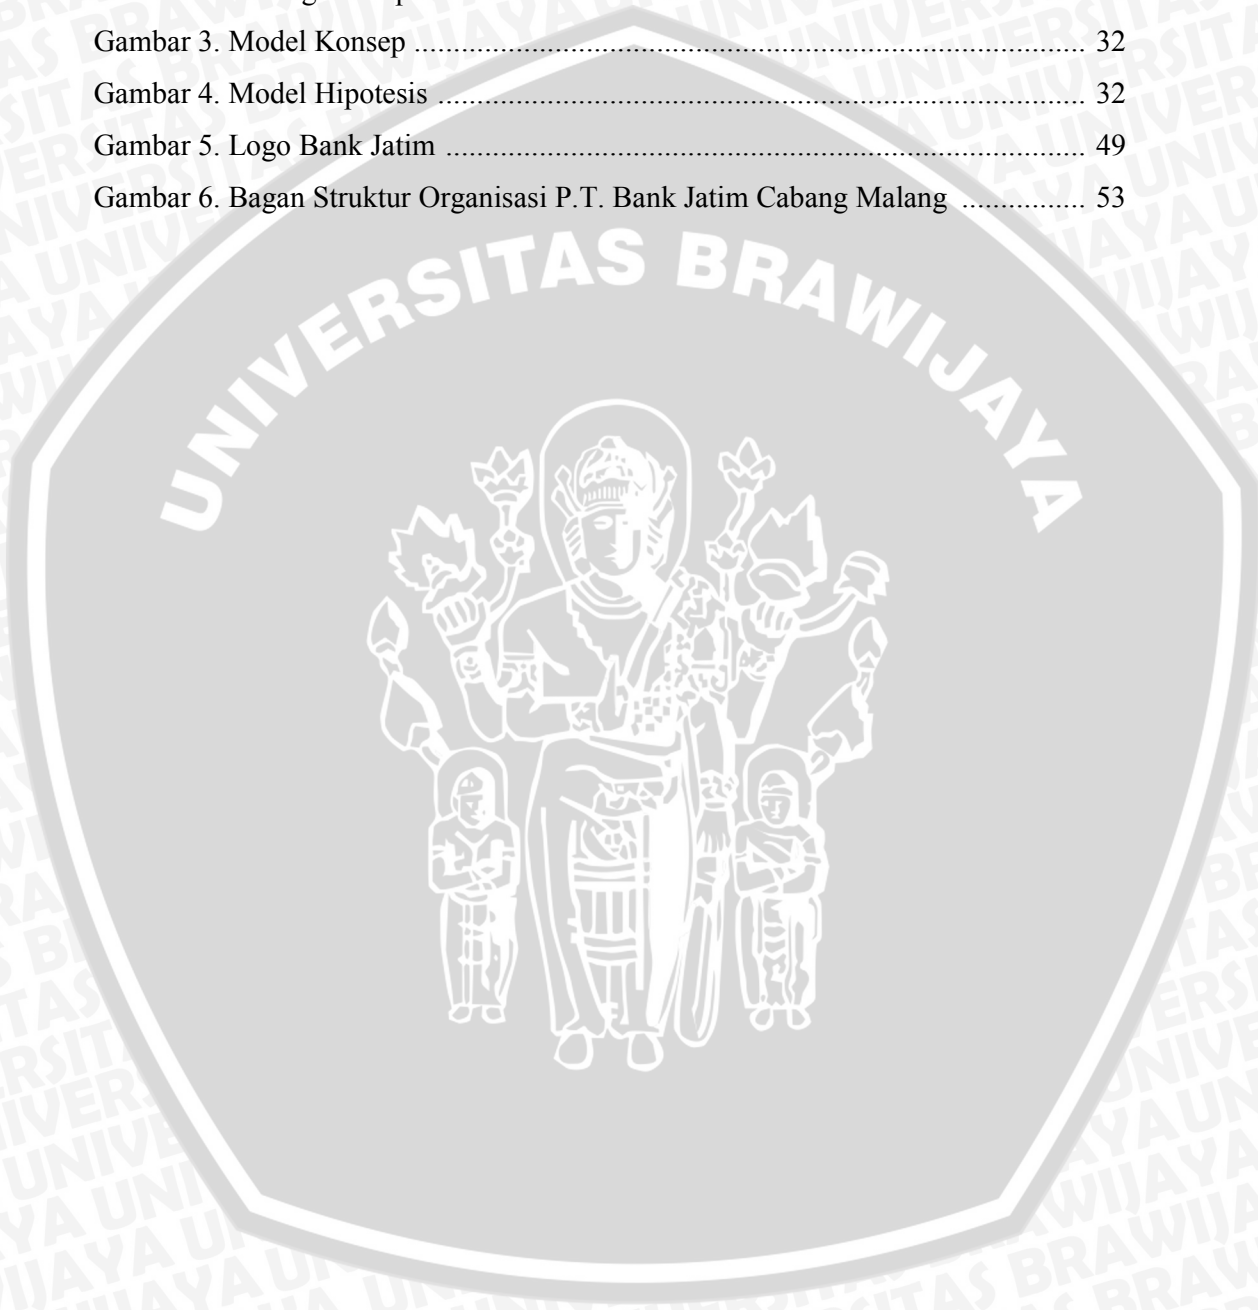 Gambar 3. Model Konsep ........................................................................................ 32
Gambar 4. Model Hipotesis ..................................................................................... 32
Gambar 5. Logo Bank Jatim .................................................................................... 49
Gambar 6. Bagan Struktur Organisasi P.T. Bank Jatim Cabang Malang ................ 53
UNIVERSITAS BRAWIJAYA